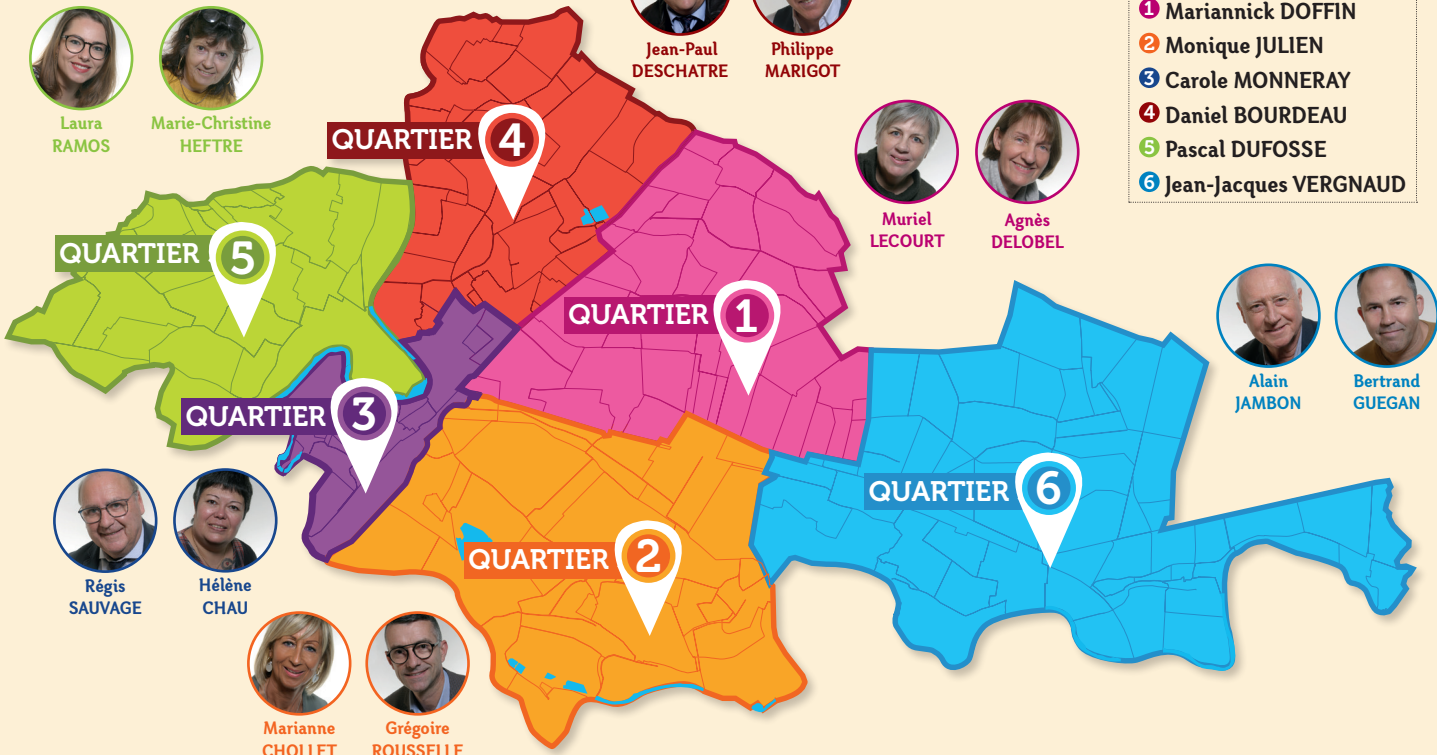 Jean-Paul
DESCHATRE
Philippe
MARIGOT
1 Mariannick DOFFIN
2 Monique JULIEN
3 Carole MONNERAY
4 Daniel BOURDEAU
5 Pascal DUFOSSE
6 Jean-Jacques VERGNAUD
Laura
RAMOS
Marie-Christine
HEFTRE
QUARTIER 4
Muriel
LECOURT
Agnès
DELOBEL
QUARTIER 5
QUARTIER 1
Alain
JAMBON
Bertrand
GUEGAN
QUARTIER 3
QUARTIER 6
Régis
SAUVAGE
Hélène
CHAU
QUARTIER 2
Marianne
CHOLLET
Grégoire
ROUSSELLE